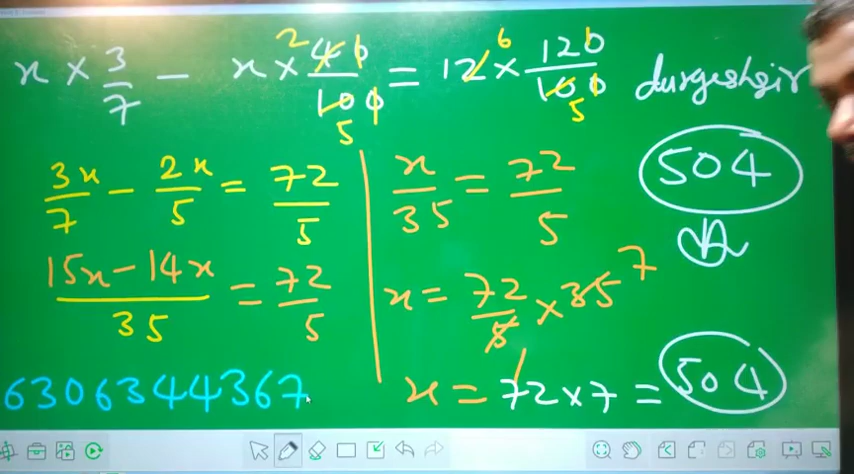 x × 3/7 − x × 2 40/100 5 = 12 6 × 120/100 5
durgeshgir
3x/7 − 2x/5 = 72/5
x/35 = 72/5
504
15x − 14x/35 = 72/5
x = 72/5 × 35 7
6306344367
x = 72 × 7 = 504